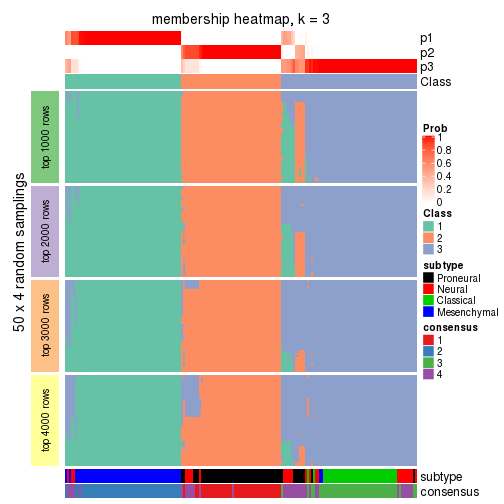 membership heatmap, k = 3
p1
p2
p3
Class
50 x 4 random samplings
top 1000 rows
top 2000 rows
top 3000 rows
top 4000 rows
subtype
consensus
Prob
1
0.8
0.6
0.4
0.2
0
Class
1
2
3
subtype
Proneural
Neural
Classical
Mesenchymal
consensus
1
2
3
4